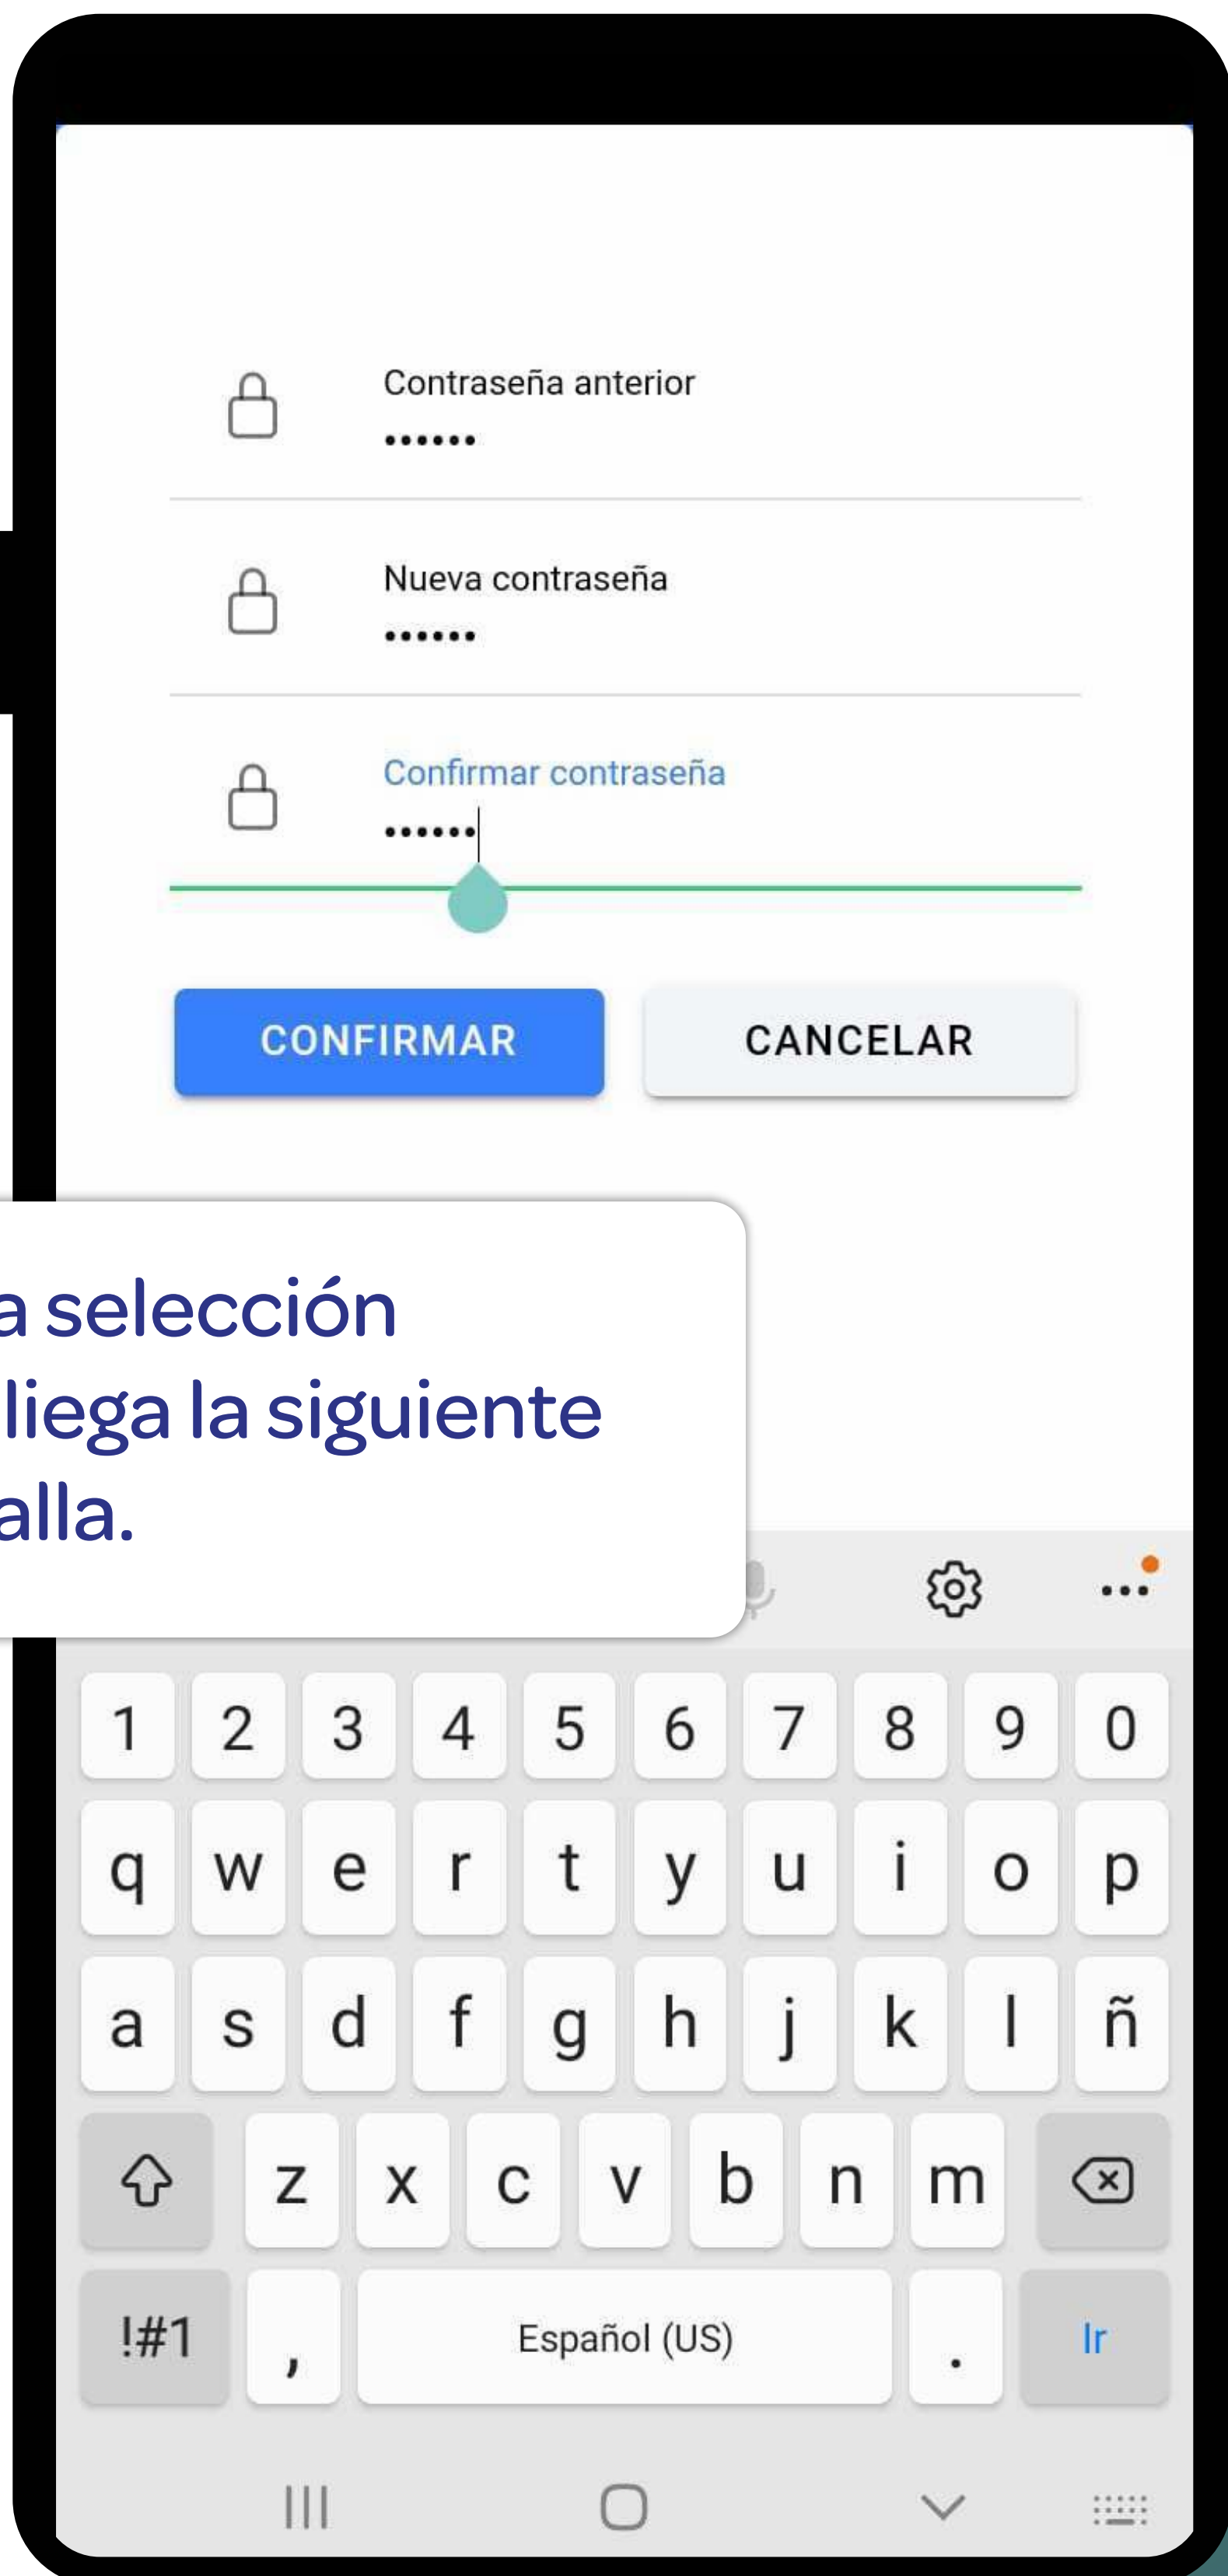 Contraseña anterior
••••••
Nueva contraseña
••••••
Confirmar contraseña
••••••
CONFIRMAR CANCELAR
a selección
liega la siguiente
alla.
1 2 3 4 5 6 7 8 9 0
q w e r t y u i o p
a s d f g h j k l ñ
z x c v b n m
!#1 , Español (US) . Ir